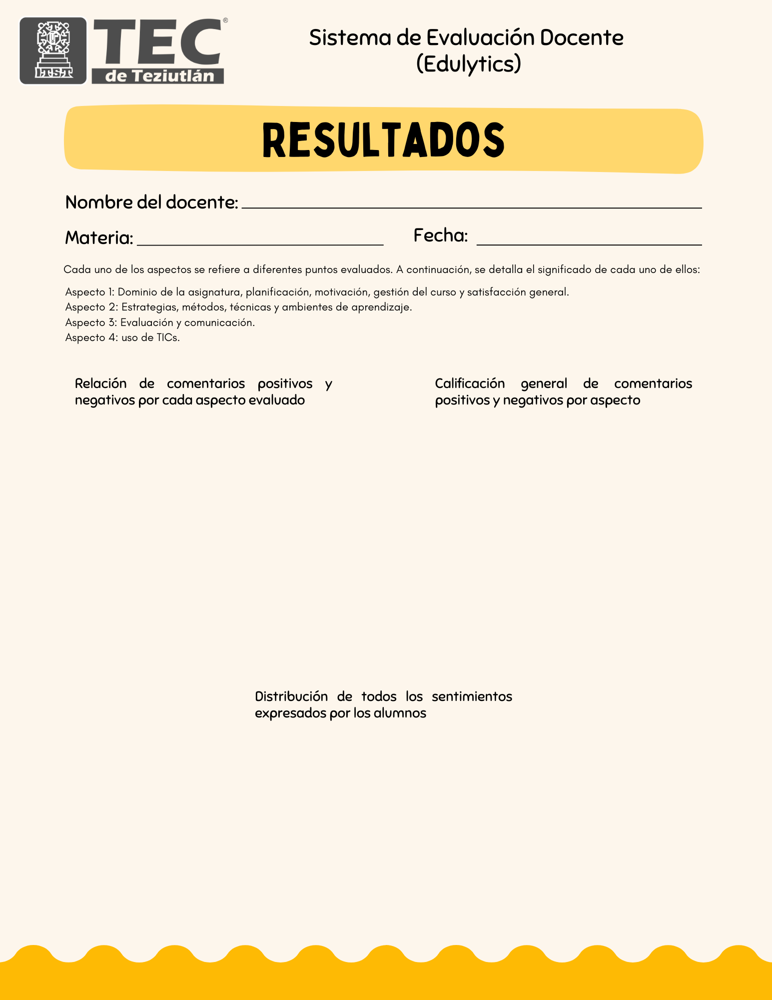 ITST
TEC®
de Teziutlán
Sistema de Evaluación Docente
(Edulytics)
RESULTADOS
Nombre del docente:
Materia: Fecha:
Cada uno de los aspectos se refiere a diferentes puntos evaluados. A continuación, se detalla el significado de cada uno de ellos:
Aspecto 1: Dominio de la asignatura, planificación, motivación, gestión del curso y satisfacción general.
Aspecto 2: Estrategias, métodos, técnicas y ambientes de aprendizaje.
Aspecto 3: Evaluación y comunicación.
Aspecto 4: uso de TICs.
Relación de comentarios positivos y
negativos por cada aspecto evaluado
Calificación general de comentarios
positivos y negativos por aspecto
Distribución de todos los sentimientos
expresados por los alumnos